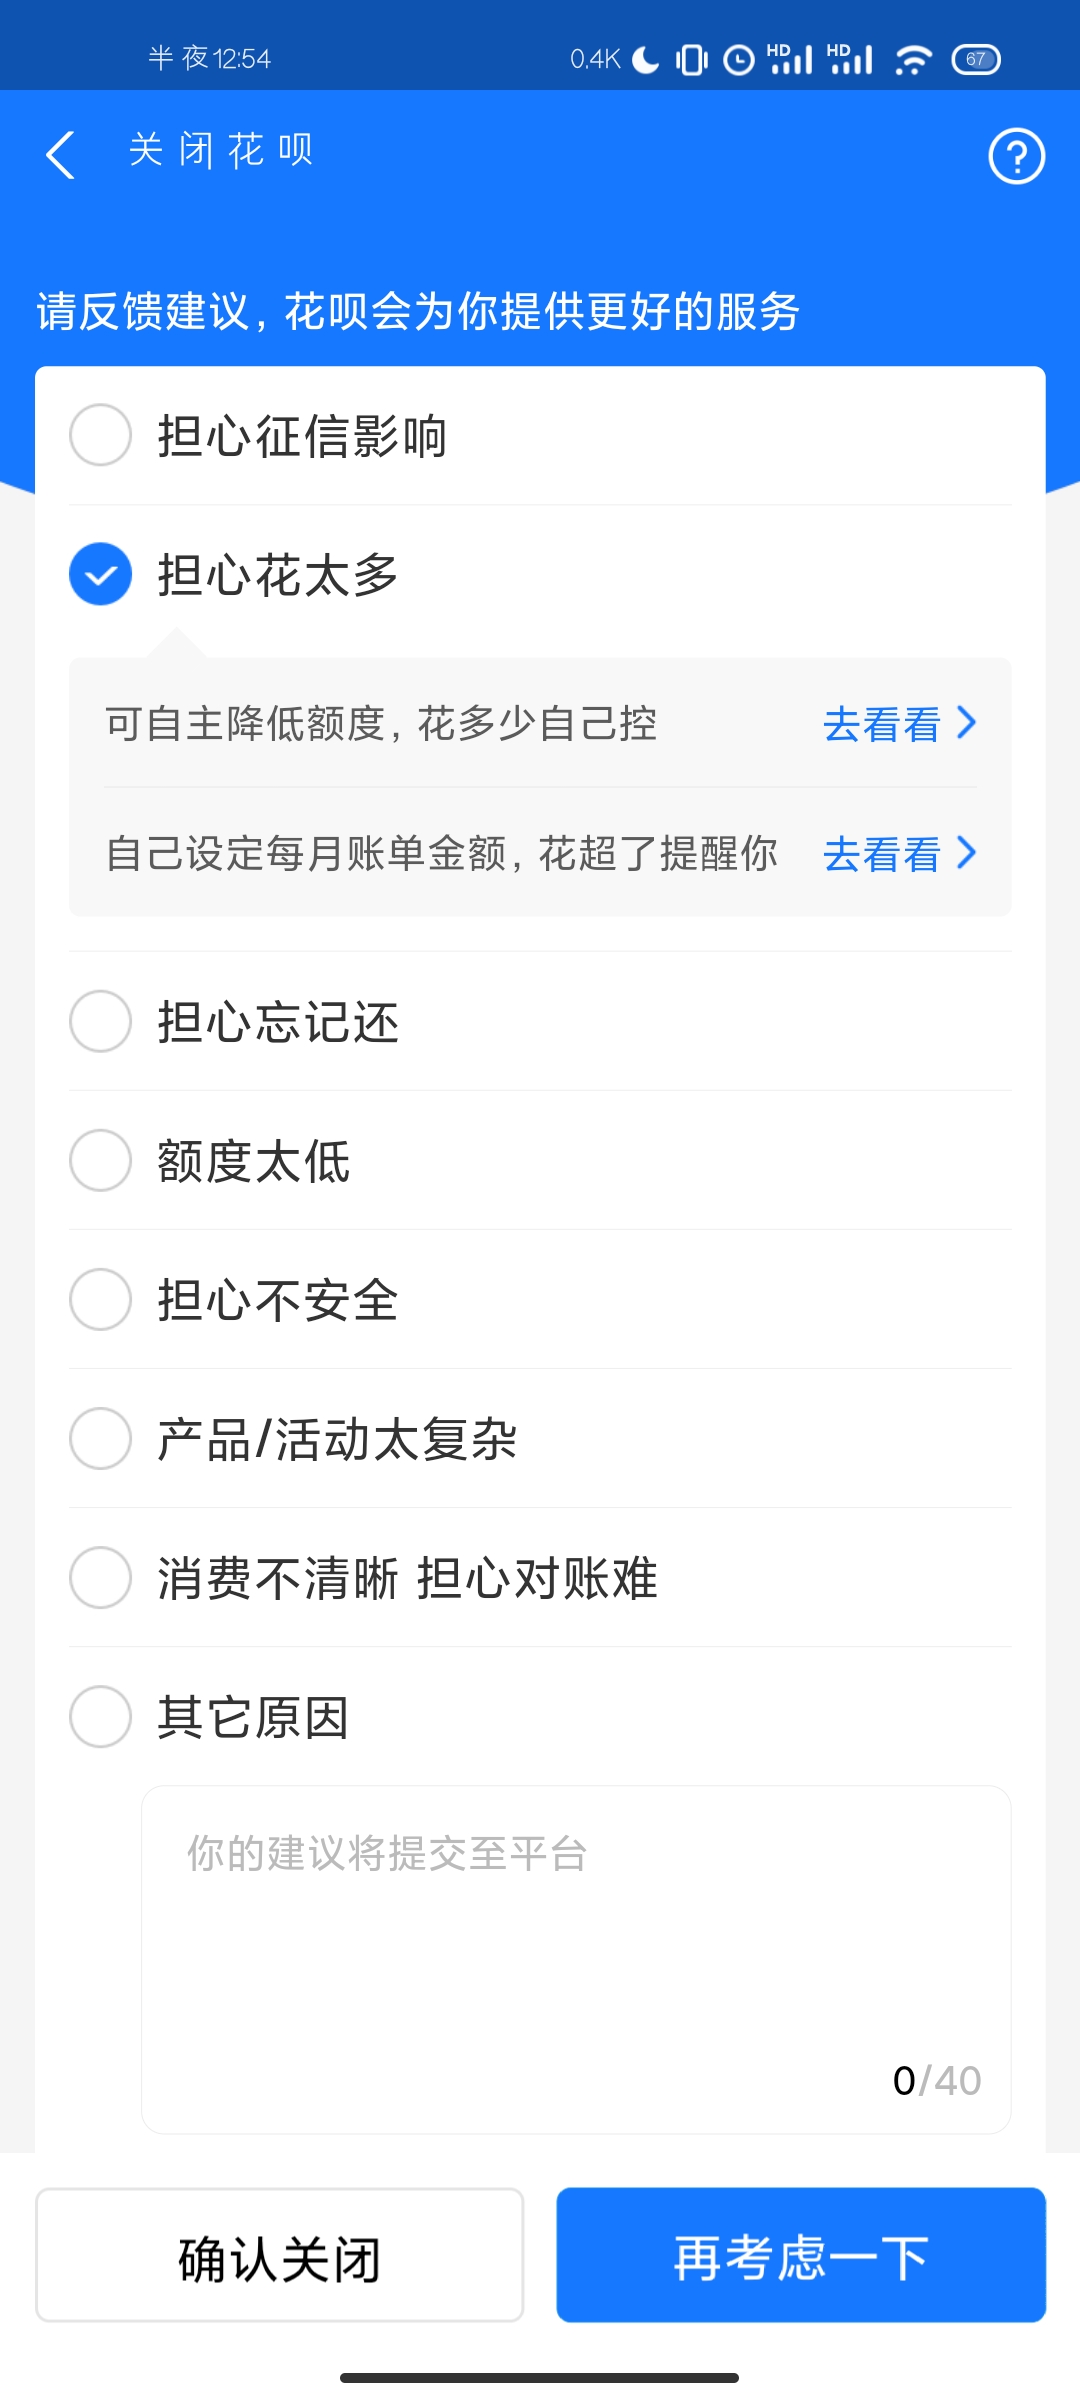 半夜12:54
0.4K
HD
HD
67
关闭花呗
请反馈建议，花呗会为你提供更好的服务
担心征信影响
担心花太多
可自主降低额度，花多少自己控 去看看
自己设定每月账单金额，花超了提醒你 去看看
担心忘记还
额度太低
担心不安全
产品/活动太复杂
消费不清晰 担心对账难
其它原因
你的建议将提交至平台
0/40
确认关闭
再考虑一下